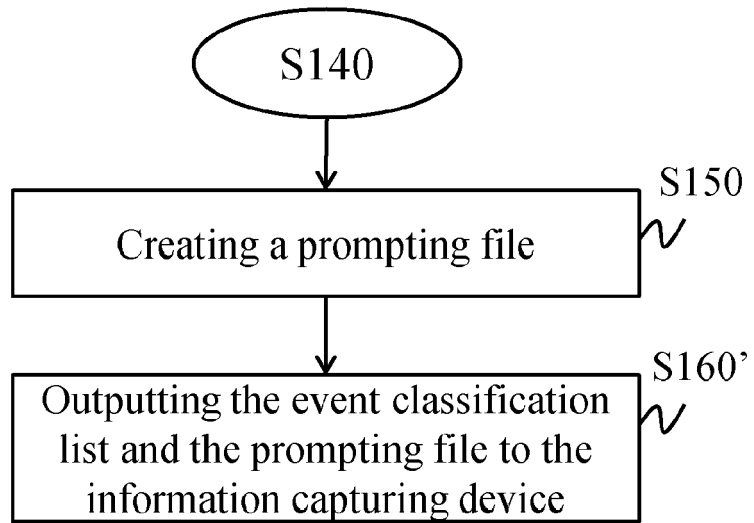 S140
S150
Creating a prompting file
S160’
Outputting the event classification
list and the prompting file to the
information capturing device